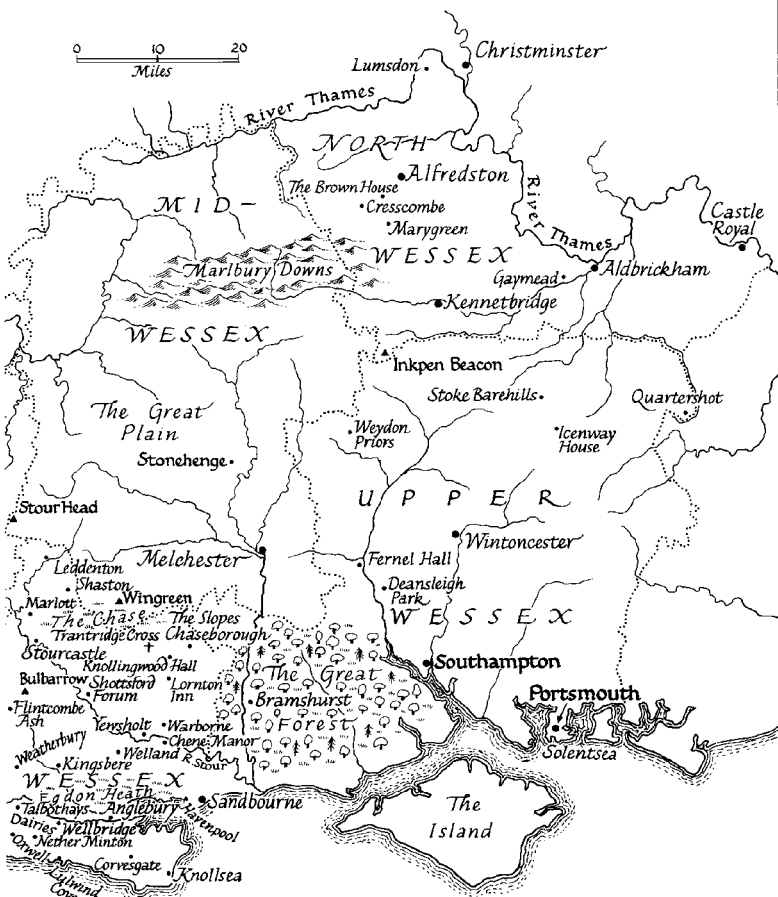 0 10 20
Miles
Christminster
Lumsdon
River Thames
NORTH
Alfredston
The Brown House
Cresscombe
Marygreen
MID-
WESSEX
River Thames
Castle
Royal
Marlbury Downs
Gaymead
Aldbrickham
Kennetbridge
WESSEX
Inkpen Beacon
Stoke Barehills
Quartershot
The Great
Plain
Weydon
Priors
Icenway
House
Stonehenge
UPPER
Stour Head
Wintoncester
Melchester
Fernel Hall
Leddenton
Shaston
Deansleigh
Park
Wingreen
Marlott
The Chase
The Slopes
WESSEX
Trantridge Cross
Chaseborough
Stourcastle
Knollingwood Hall
Southampton
The Great
Forest
Bulbarrow
Shottsford
Forum
Lornton
Inn
Bramshurst
Portsmouth
Flintcombe
Ash
Yewsholt
Warborne
Chene Manor
Solentsea
Weatherbury
Welland
R. Stour
Kingsbere
WESSEX
Egdon Heath
Sandbourne
The
Island
Talbothays
Anglebury
Havenpool
Dairies
Wellbridge
Nether Minton
Orwell
Corvesgate
Knollsea
Lulwind
Cove